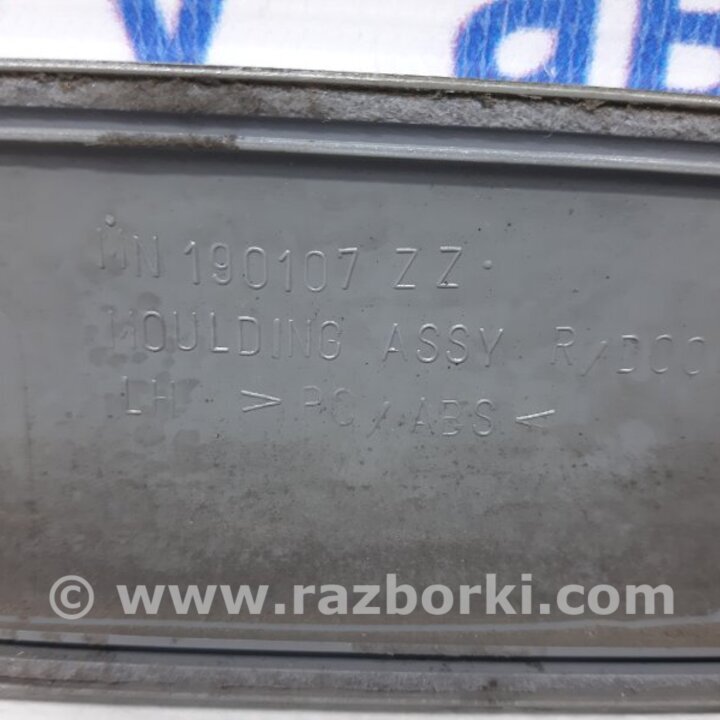 MN 190107 ZZ
MOULDING ASSY R/DOO
LH >PC/ABS<
© www.razborki.com